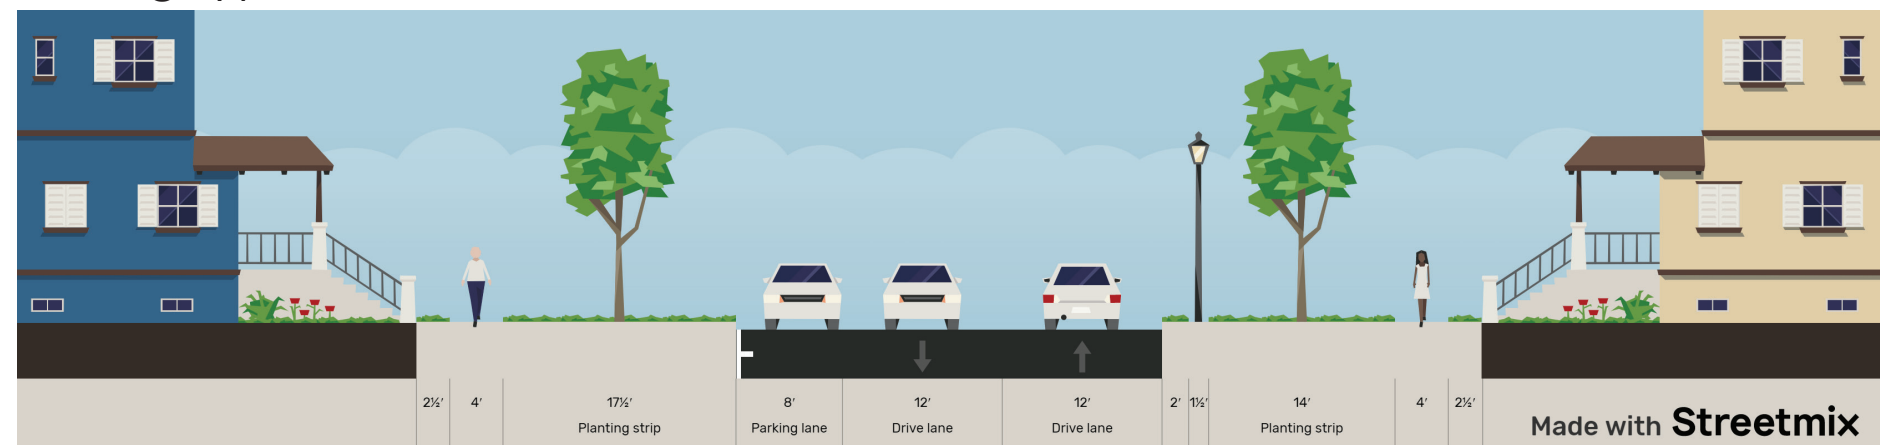 2½′ 4′ 17½′ 8′ 12′ 12′ 2′ 1½′ 14′ 4′ 2½′
Planting strip Parking lane Drive lane Drive lane Planting strip
Made with Streetmix